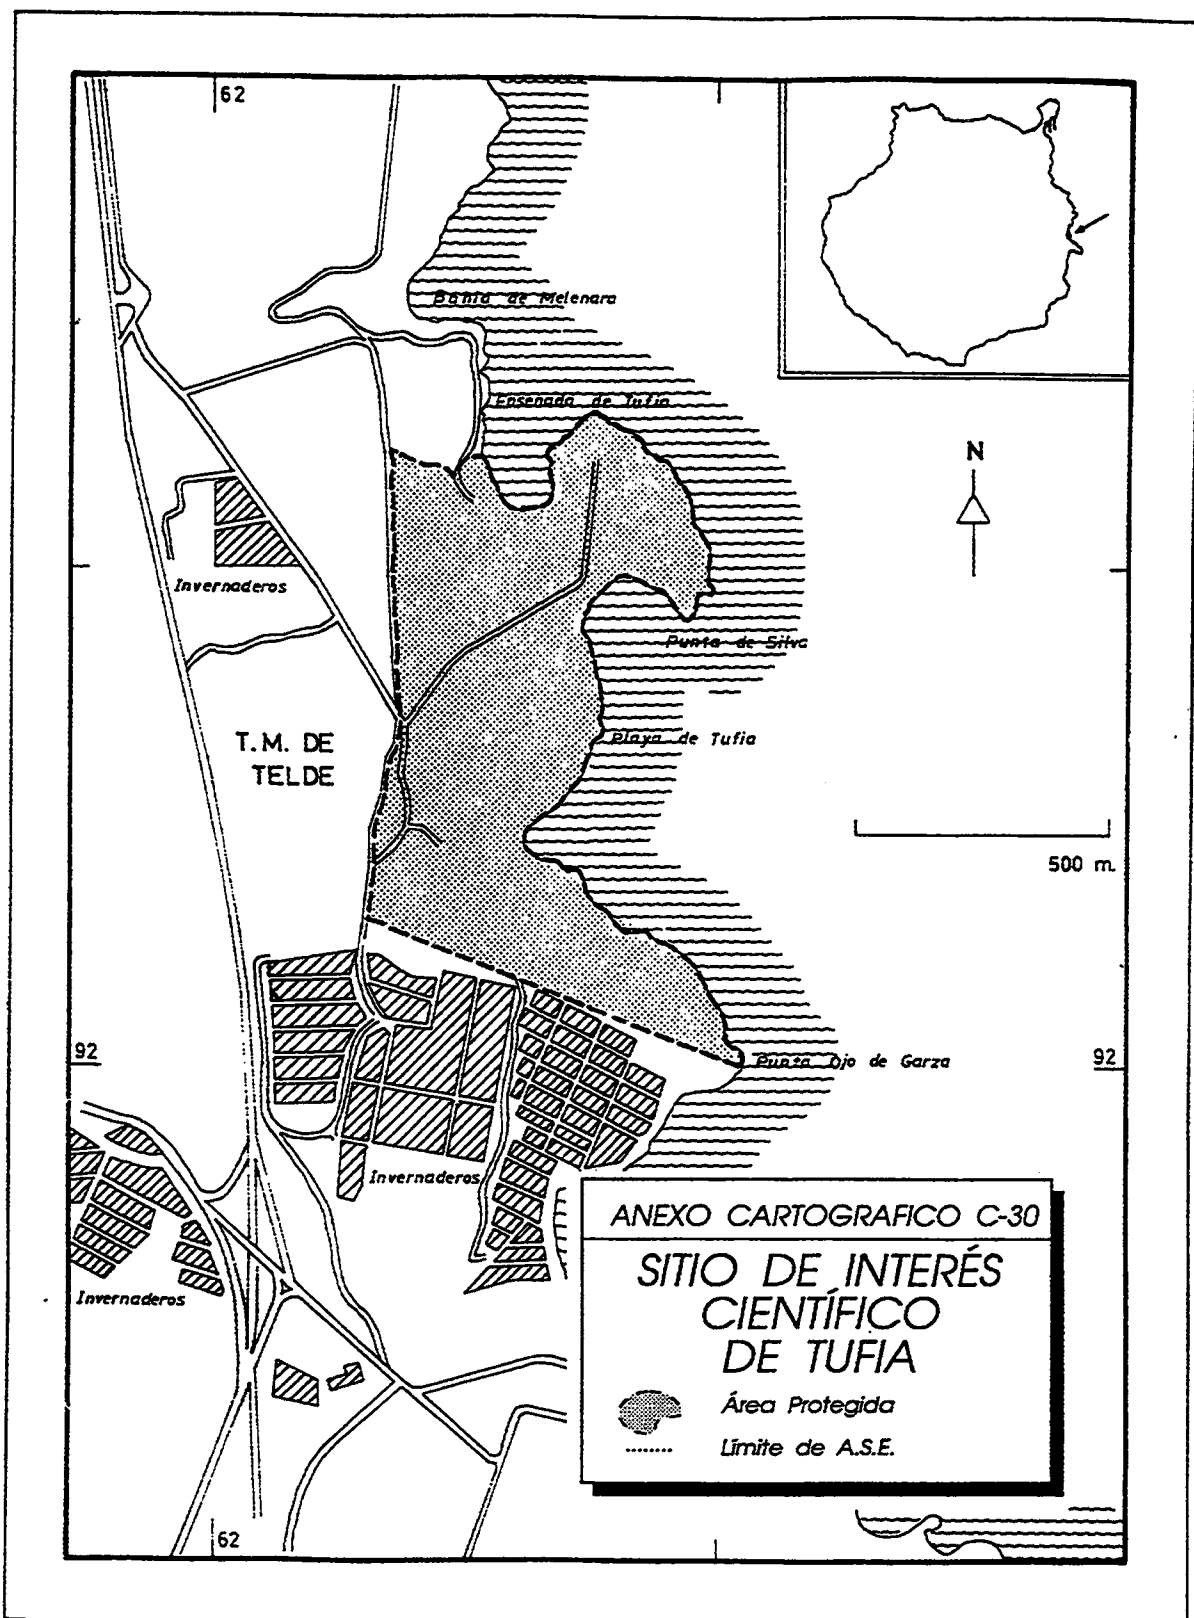 62
Bahia de Melenara
Ensenada de Tufia
N
Invernaderos
Punta de Silva
T.M. DE
TELDE
Playa de Tufia
500 m.
92
92
Punta Ojo de Garza
Invernaderos
Invernaderos
ANEXO CARTOGRAFICO C-30
SITIO DE INTERÉS
CIENTÍFICO
DE TUFIA
Área Protegida
Límite de A.S.E.
62